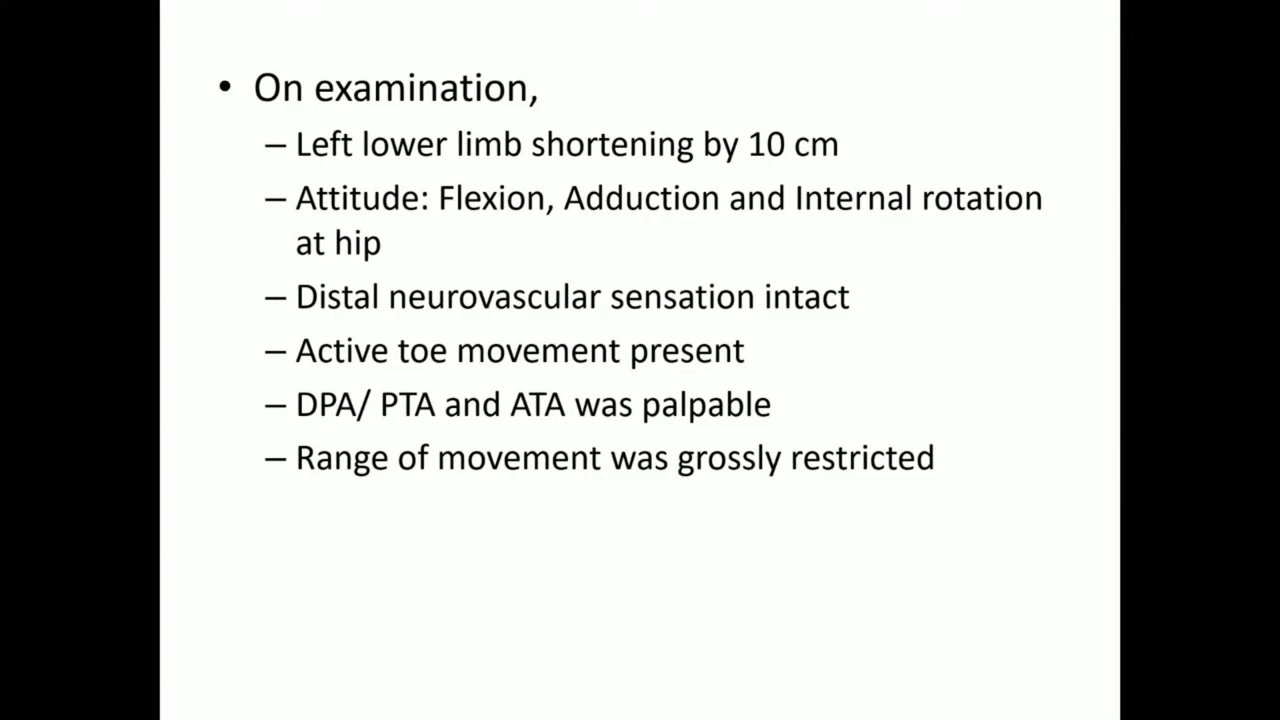 • On examination,
– Left lower limb shortening by 10 cm
– Attitude: Flexion, Adduction and Internal rotation
at hip
– Distal neurovascular sensation intact
– Active toe movement present
– DPA/ PTA and ATA was palpable
– Range of movement was grossly restricted